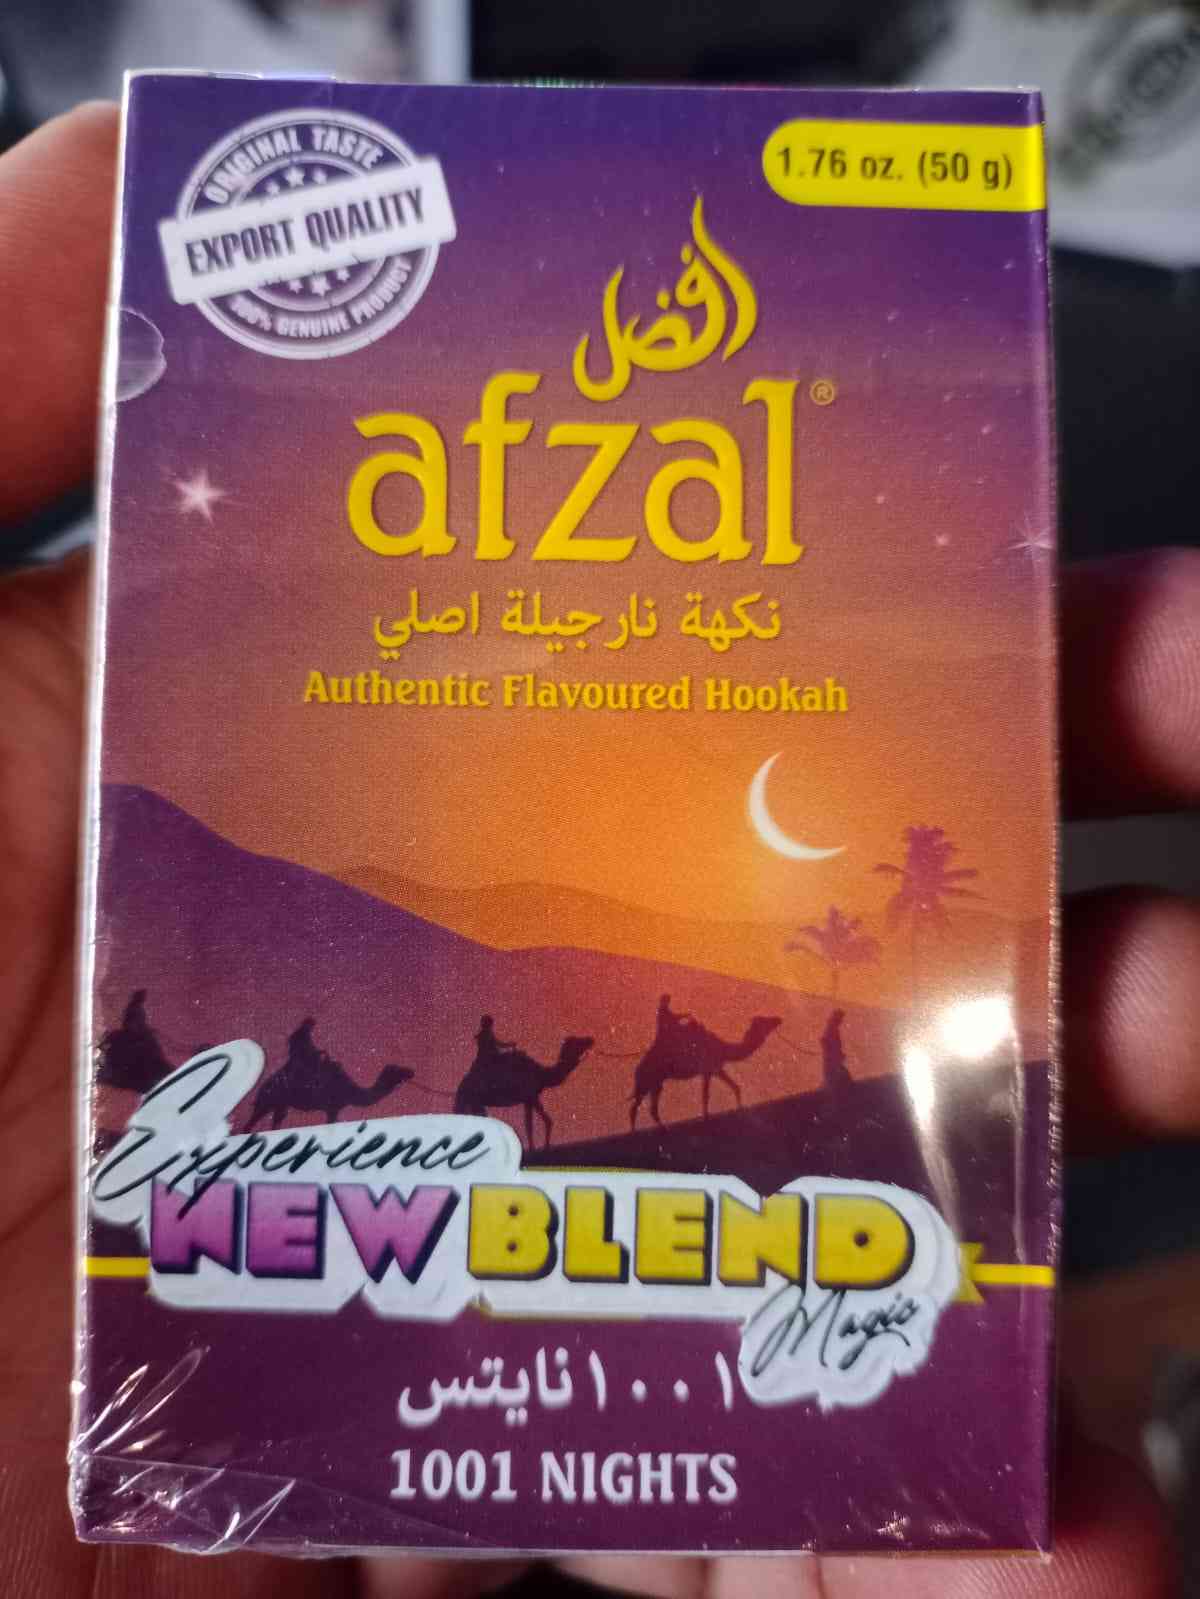 ORIGINAL TASTE
EXPORT QUALITY
100% GENUINE PRODUCT
1.76 oz. (50 g)
افضل
afzal®
نكهة نارجيلة اصلي
Authentic Flavoured Hookah
Experience
NEW BLEND
Magic
١٠٠١ نايتس
1001 NIGHTS